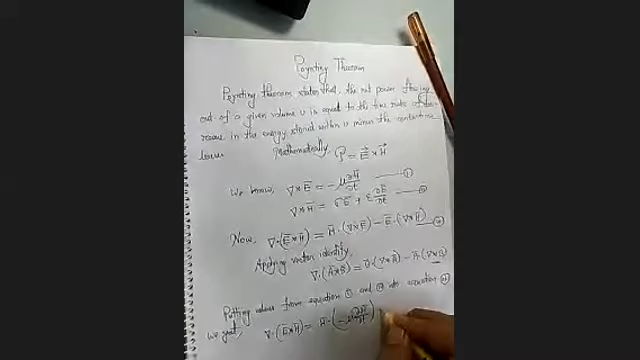 Poynting Theorem
Poynting theorem states that, the net power flowing
out of a given volume v is equal to the time rate of
in the energy stored within v minus the conduction
losses
Mathematically, P = E⃗ × H⃗
We know, ∇×E̅ = -μ ∂H̅/∂t ——— ①
∇×H̅ = σE̅ + ε ∂E̅/∂t ——— ②
Now, ∇·(E̅×H̅) = H̅·(∇×E̅) - E̅·(∇×H̅) ———
Applying vector identity,
∇·(A̅×B̅) = B̅·(∇×A̅) - A̅·(∇×B̅)
Putting values from equation ① and ② into equation
we get, ∇·(E̅×H̅) = H̅·(-μ ∂H̅/∂t)